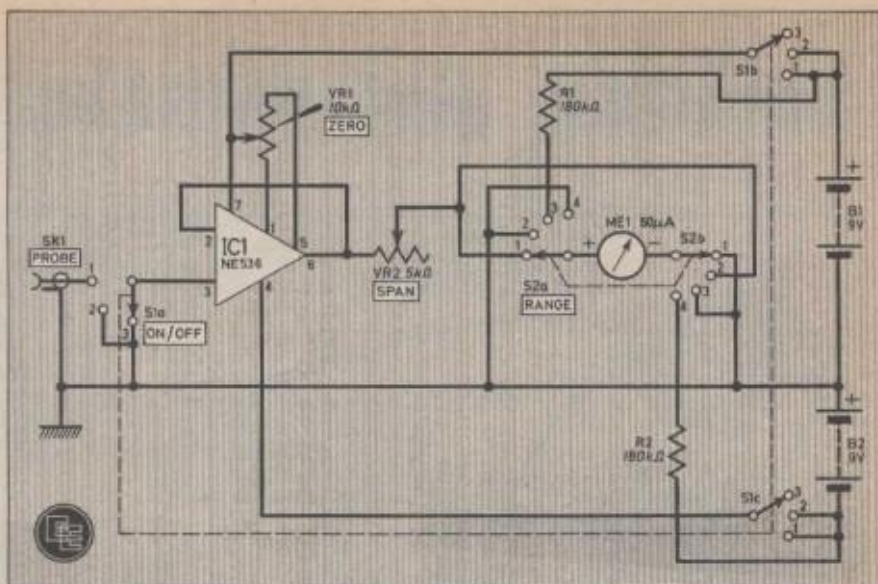 3
2
S1b
1
VR1
10kΩ
ZERO
R1
180kΩ
7
2
1
5
6
3
4
IC1
NE536
VR2 5kΩ
SPAN
SK1
PROBE
1
2
3
S1a
ON/OFF
2
3
4
1
ME1 50µA
+
−
S2b
1
2
3
4
S2a
RANGE
+
B1
9V
+
B2
9V
R2
180kΩ
S1c
3
2
1